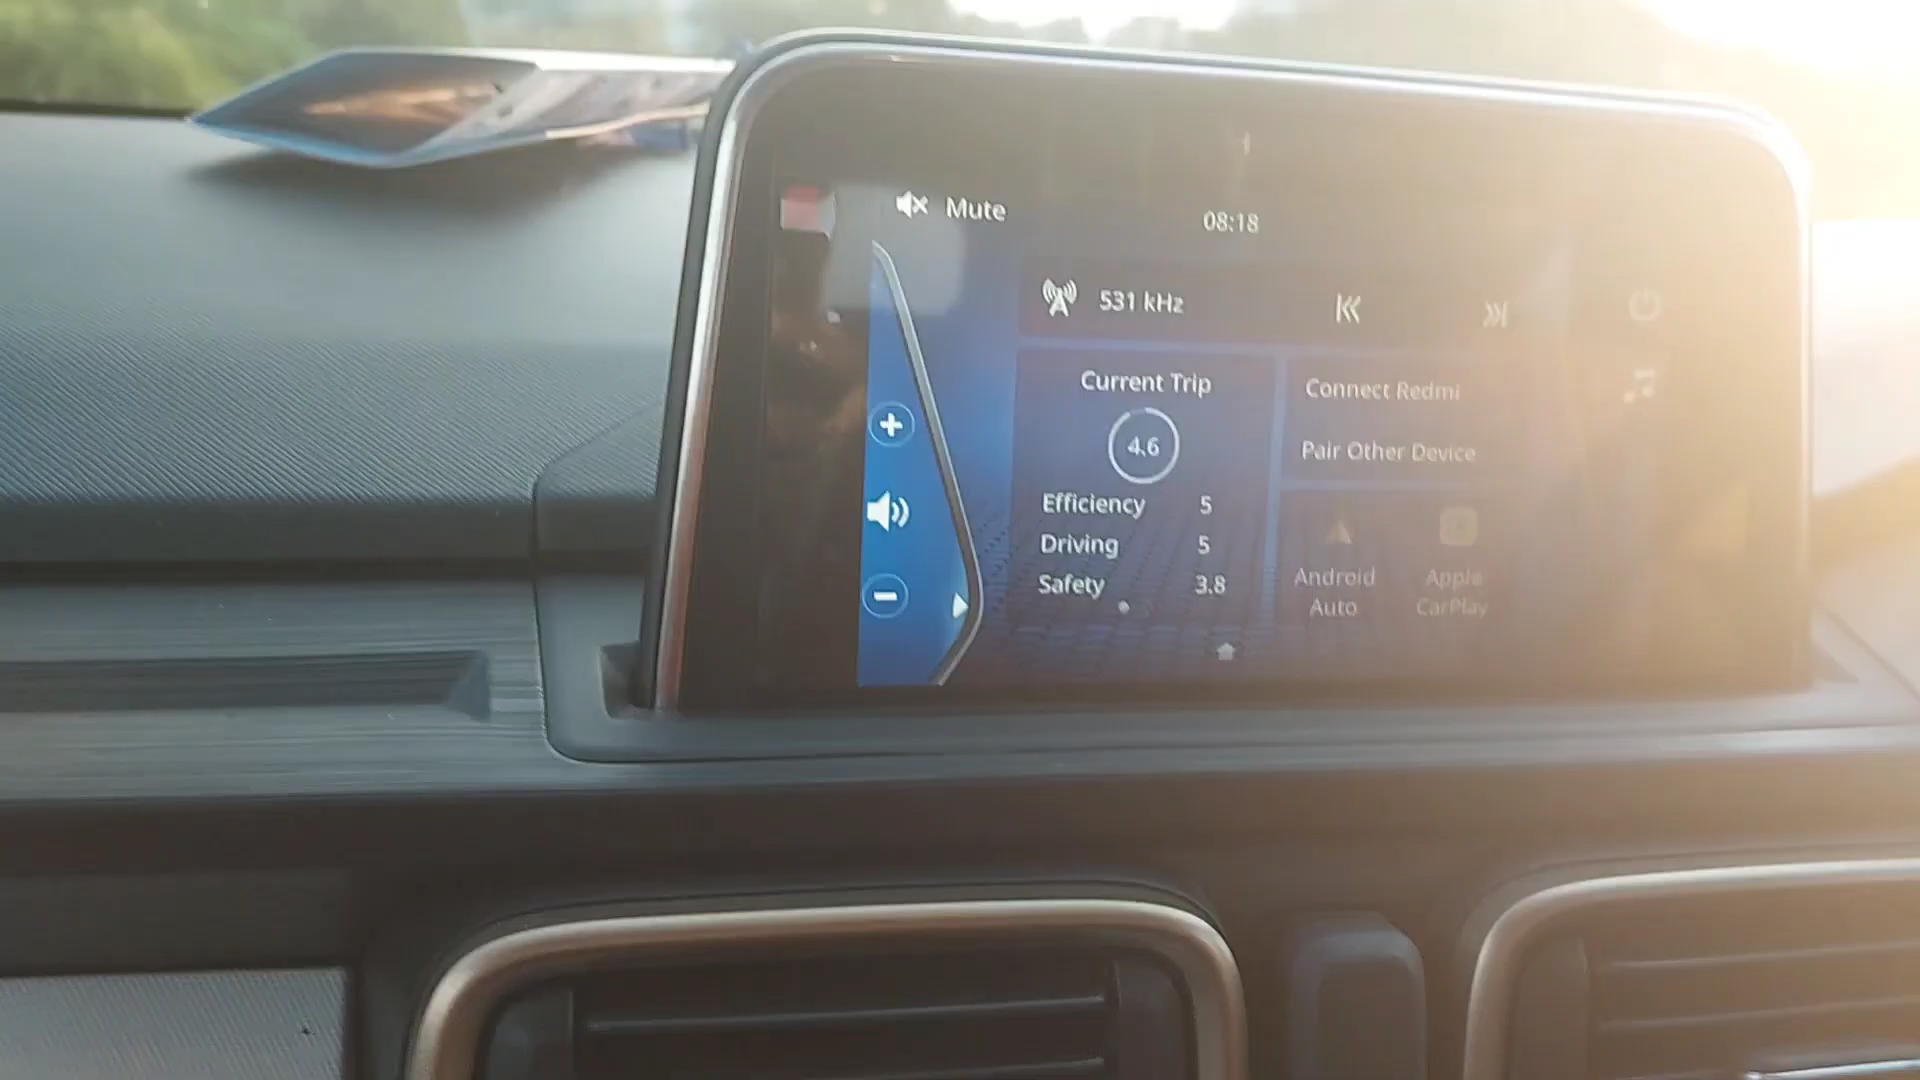 Mute
08:18
531 kHz
Current Trip
4.6
Efficiency 5
Driving 5
Safety 3.8
Connect Redmi
Pair Other Device
Android
Auto
Apple
CarPlay